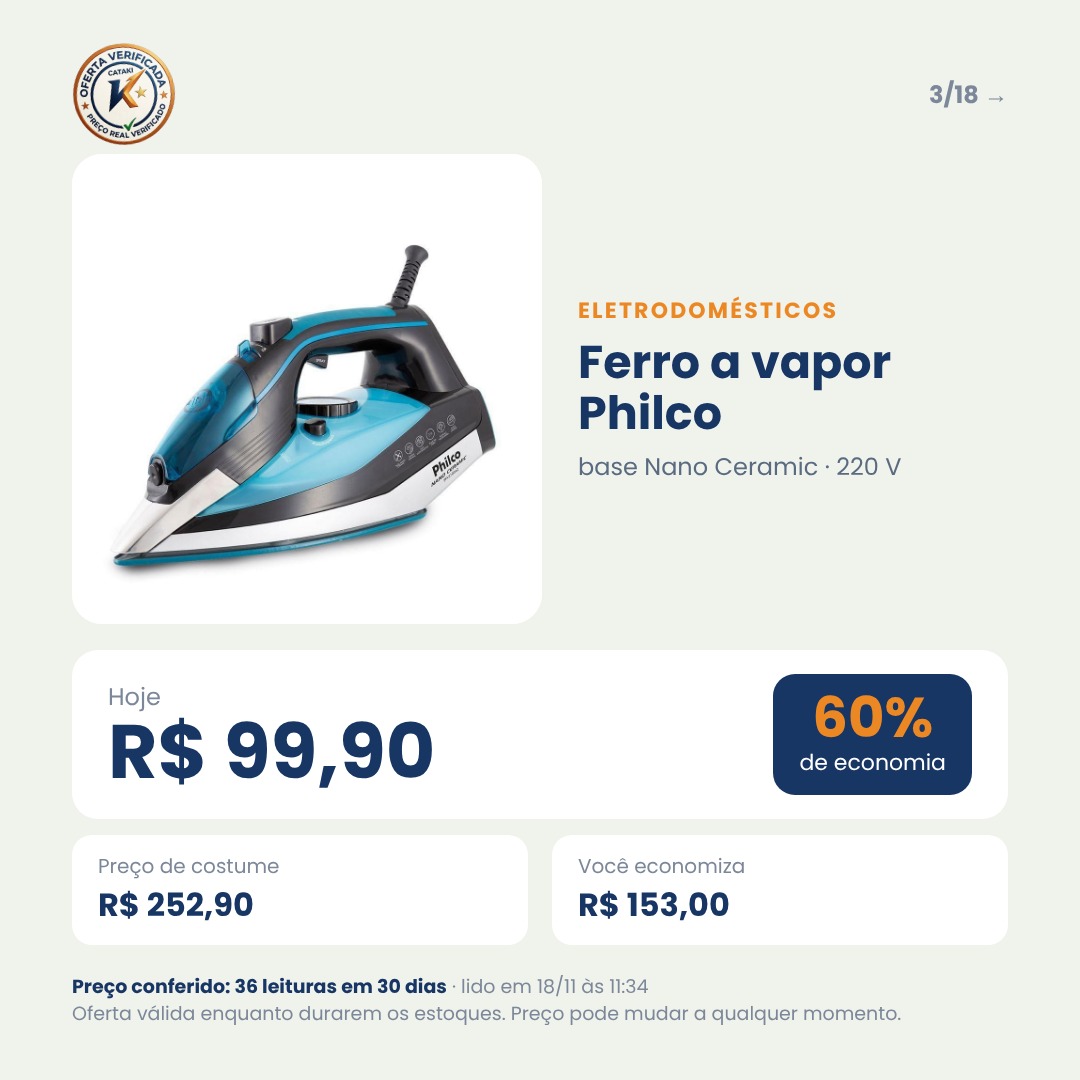 OFERTA VERIFICADA
CATAKI
K
PREÇO REAL VERIFICADO
3/18 →
Philco
NANO CERAMIC
ELETRODOMÉSTICOS
Ferro a vapor
Philco
base Nano Ceramic · 220 V
Hoje
R$ 99,90
60%
de economia
Preço de costume
R$ 252,90
Você economiza
R$ 153,00
Preço conferido: 36 leituras em 30 dias · lido em 18/11 às 11:34
Oferta válida enquanto durarem os estoques. Preço pode mudar a qualquer momento.